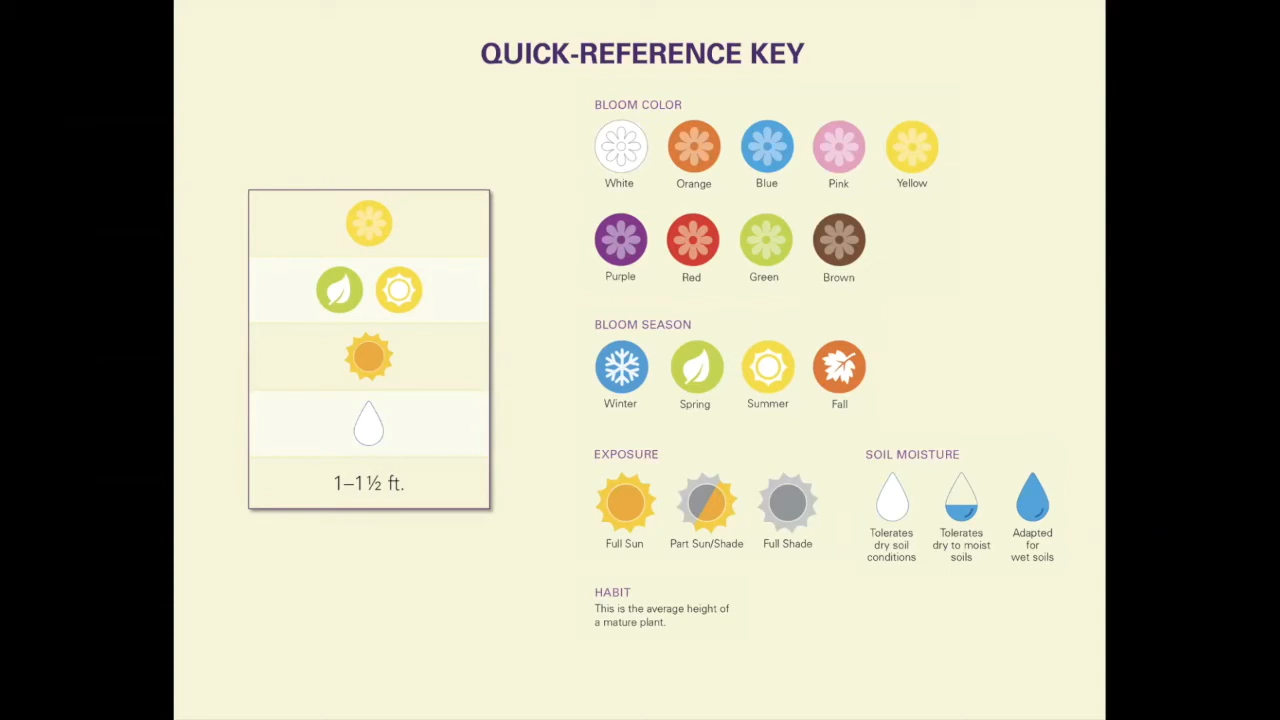 QUICK-REFERENCE KEY
BLOOM COLOR
White Orange Blue Pink Yellow
Purple Red Green Brown
BLOOM SEASON
Winter Spring Summer Fall
1–1½ ft.
EXPOSURE
Full Sun Part Sun/Shade Full Shade
SOIL MOISTURE
Tolerates
dry soil
conditions
Tolerates
dry to moist
soils
Adapted
for
wet soils
HABIT
This is the average height of
a mature plant.